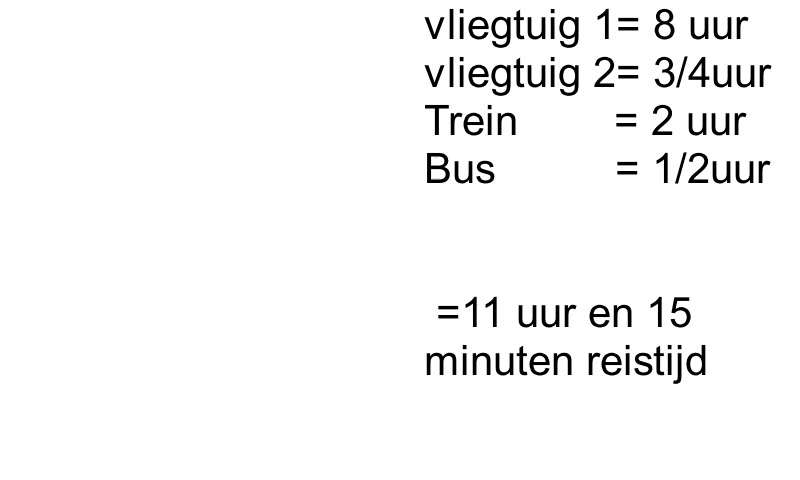 vliegtuig 1= 8 uur
vliegtuig 2= 3/4uur
Trein = 2 uur
Bus = 1/2uur
=11 uur en 15
minuten reistijd